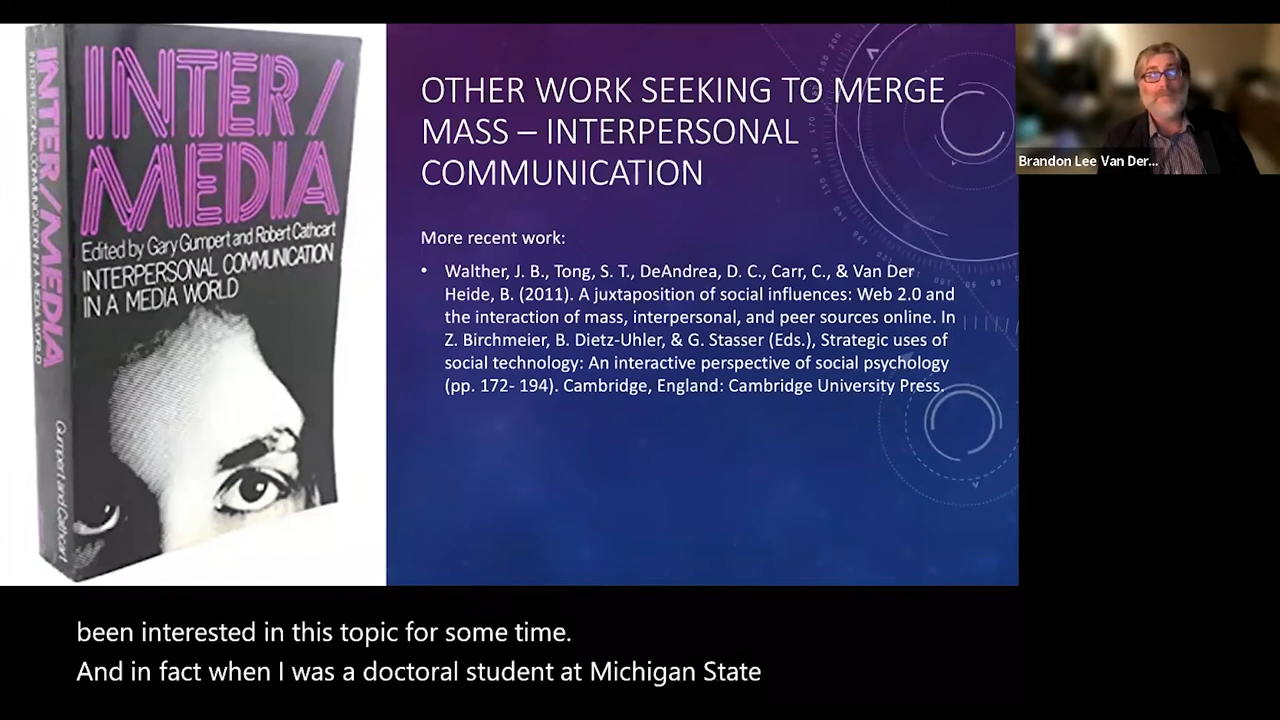 INTER/
MEDIA
Edited by Gary Gumpert and Robert Cathcart
INTERPERSONAL COMMUNICATION
IN A MEDIA WORLD
INTER/MEDIA
INTERPERSONAL COMMUNICATION IN A MEDIA WORLD
Gumpert and Cathcart
OTHER WORK SEEKING TO MERGE
MASS – INTERPERSONAL
COMMUNICATION
More recent work:
• Walther, J. B., Tong, S. T., DeAndrea, D. C., Carr, C., & Van Der
Heide, B. (2011). A juxtaposition of social influences: Web 2.0 and
the interaction of mass, interpersonal, and peer sources online. In
Z. Birchmeier, B. Dietz-Uhler, & G. Stasser (Eds.), Strategic uses of
social technology: An interactive perspective of social psychology
(pp. 172- 194). Cambridge, England: Cambridge University Press.
Brandon Lee Van Der...
been interested in this topic for some time.
And in fact when I was a doctoral student at Michigan State